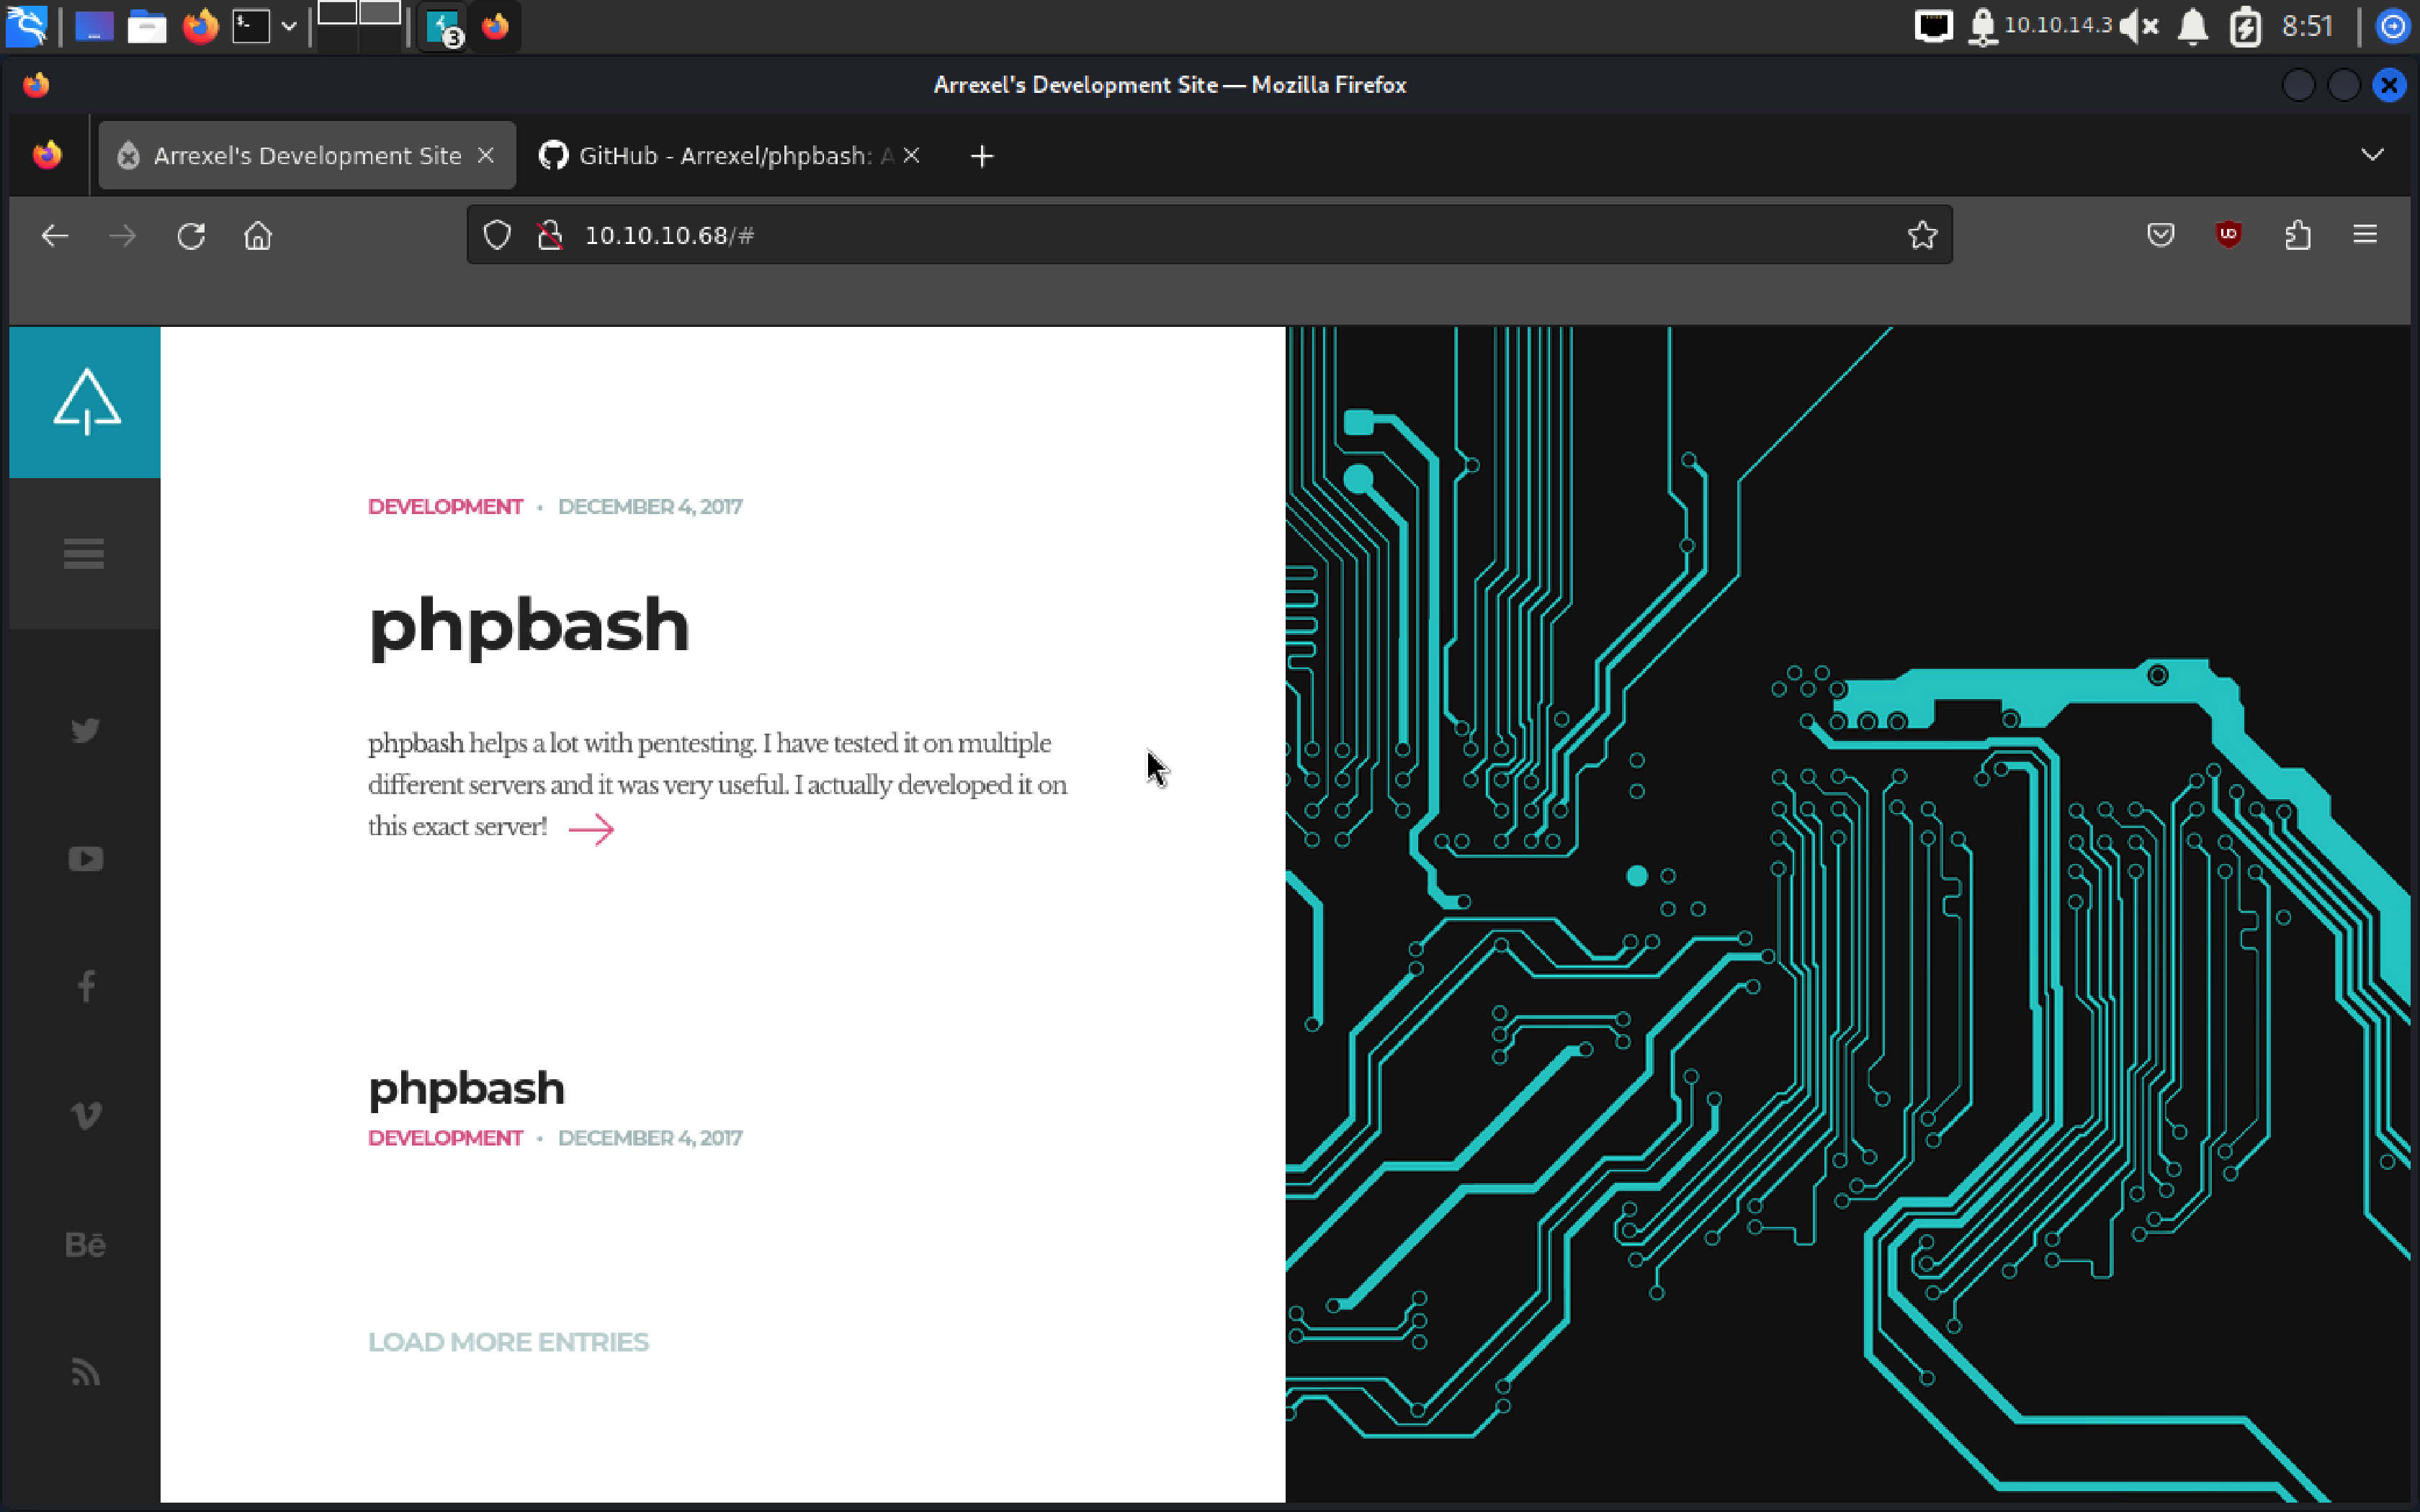 3
10.10.14.3
8:51
Arrexel's Development Site — Mozilla Firefox
Arrexel's Development Site
GitHub - Arrexel/phpbash: A
10.10.10.68/#
DEVELOPMENT • DECEMBER 4, 2017
phpbash
phpbash helps a lot with pentesting. I have tested it on multiple
different servers and it was very useful. I actually developed it on
this exact server!
phpbash
DEVELOPMENT • DECEMBER 4, 2017
Bē
LOAD MORE ENTRIES